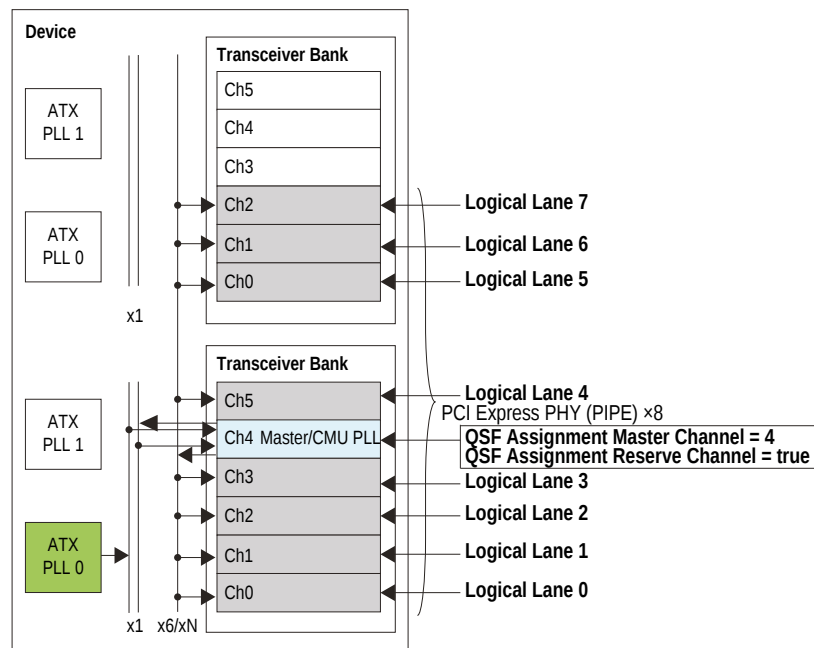 Device
Transceiver Bank
Ch5
ATX
PLL 1
Ch4
Ch3
Ch2
Logical Lane 7
ATX
PLL 0
Ch1
Logical Lane 6
Ch0
Logical Lane 5
x1
Transceiver Bank
Ch5
Logical Lane 4
PCI Express PHY (PIPE) ×8
ATX
PLL 1
Ch4 Master/CMU PLL
QSF Assignment Master Channel = 4
QSF Assignment Reserve Channel = true
Ch3
Logical Lane 3
Ch2
Logical Lane 2
ATX
PLL 0
Ch1
Logical Lane 1
Ch0
Logical Lane 0
x1 x6/xN